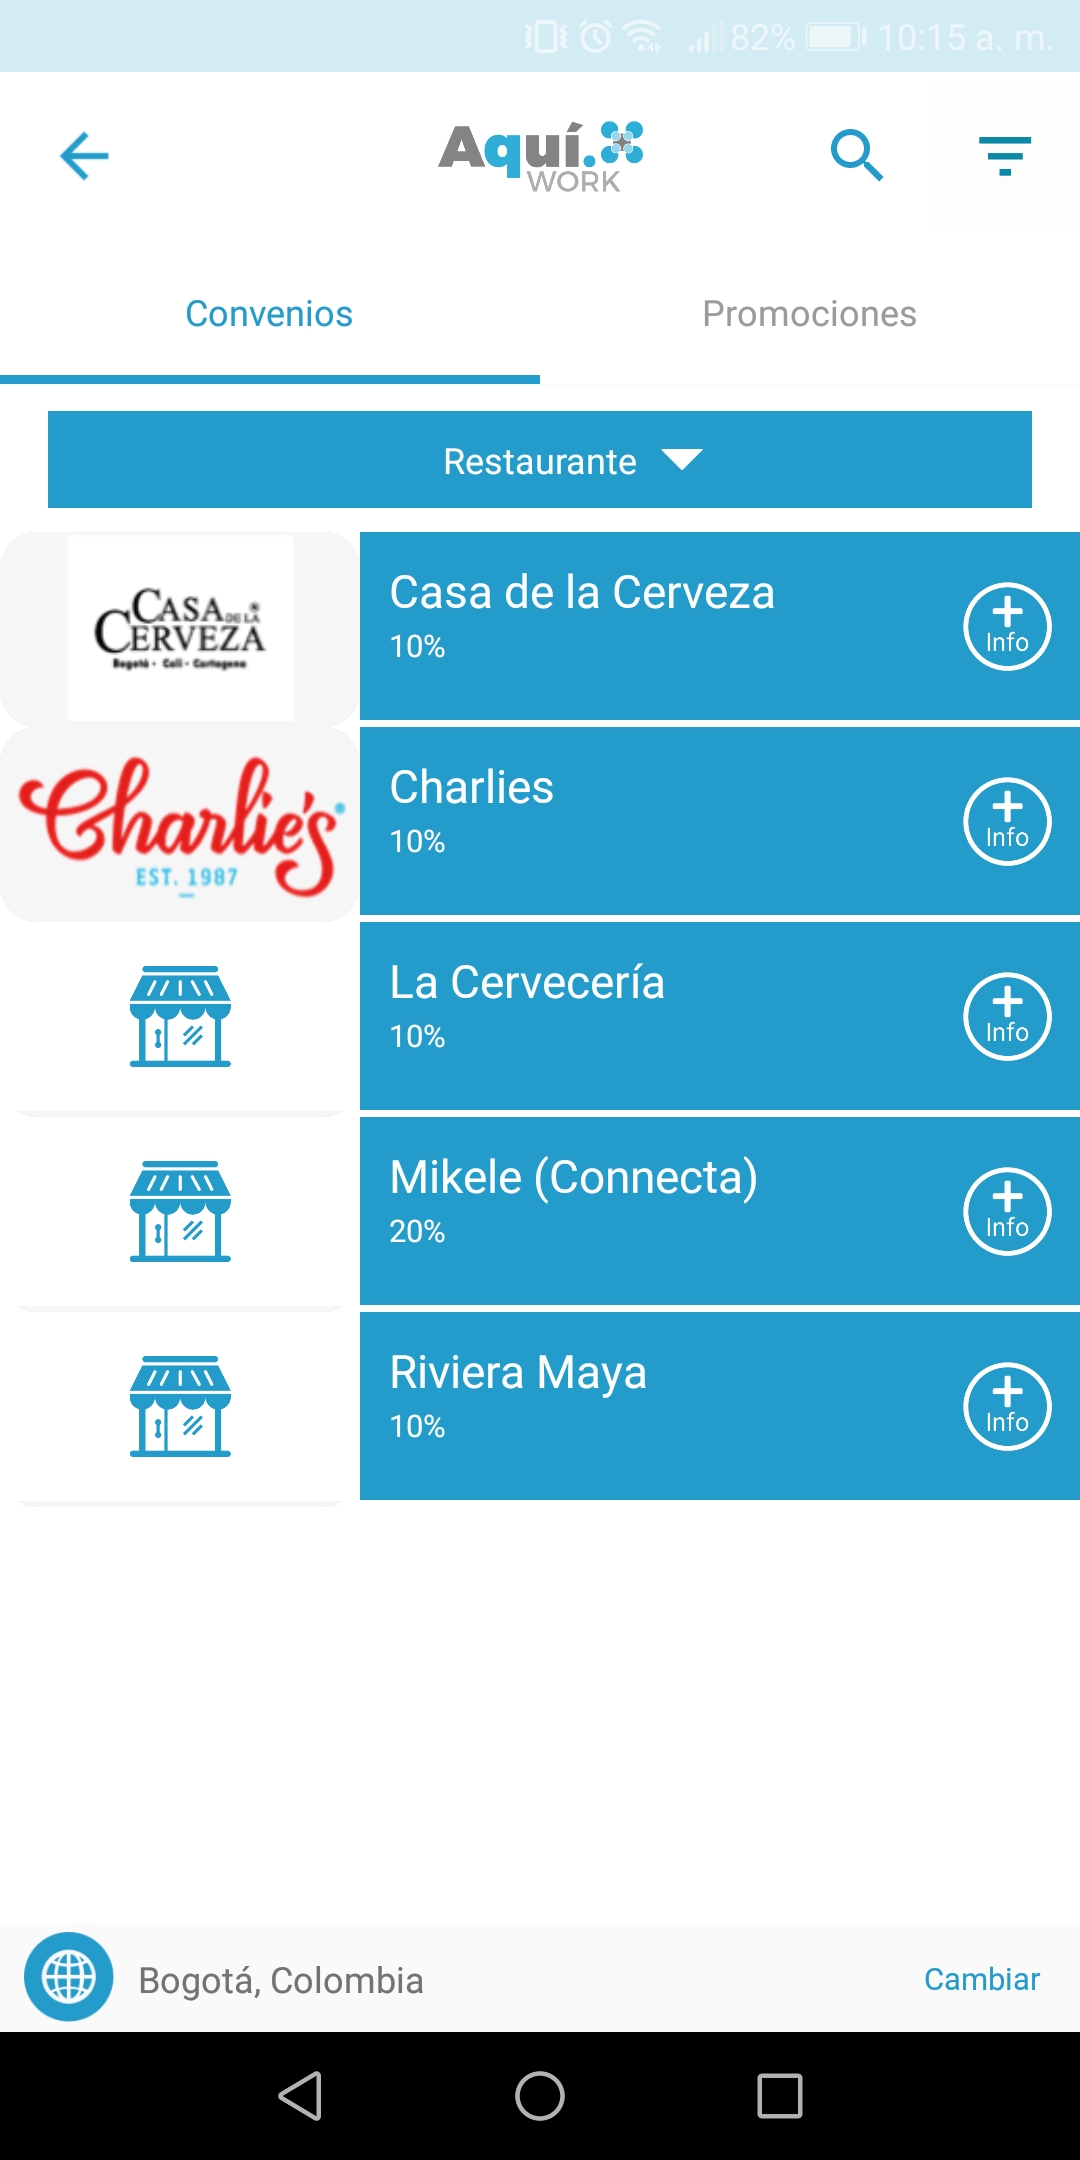 82% 10:15 a. m.
Aquí.
WORK
Convenios
Promociones
Restaurante
CASA DE LA
CERVEZA
Bogotá · Cali · Cartagena
Casa de la Cerveza
10%
Info
Charlie's
EST. 1987
Charlies
10%
Info
La Cervecería
10%
Info
Mikele (Connecta)
20%
Info
Riviera Maya
10%
Info
Bogotá, Colombia
Cambiar